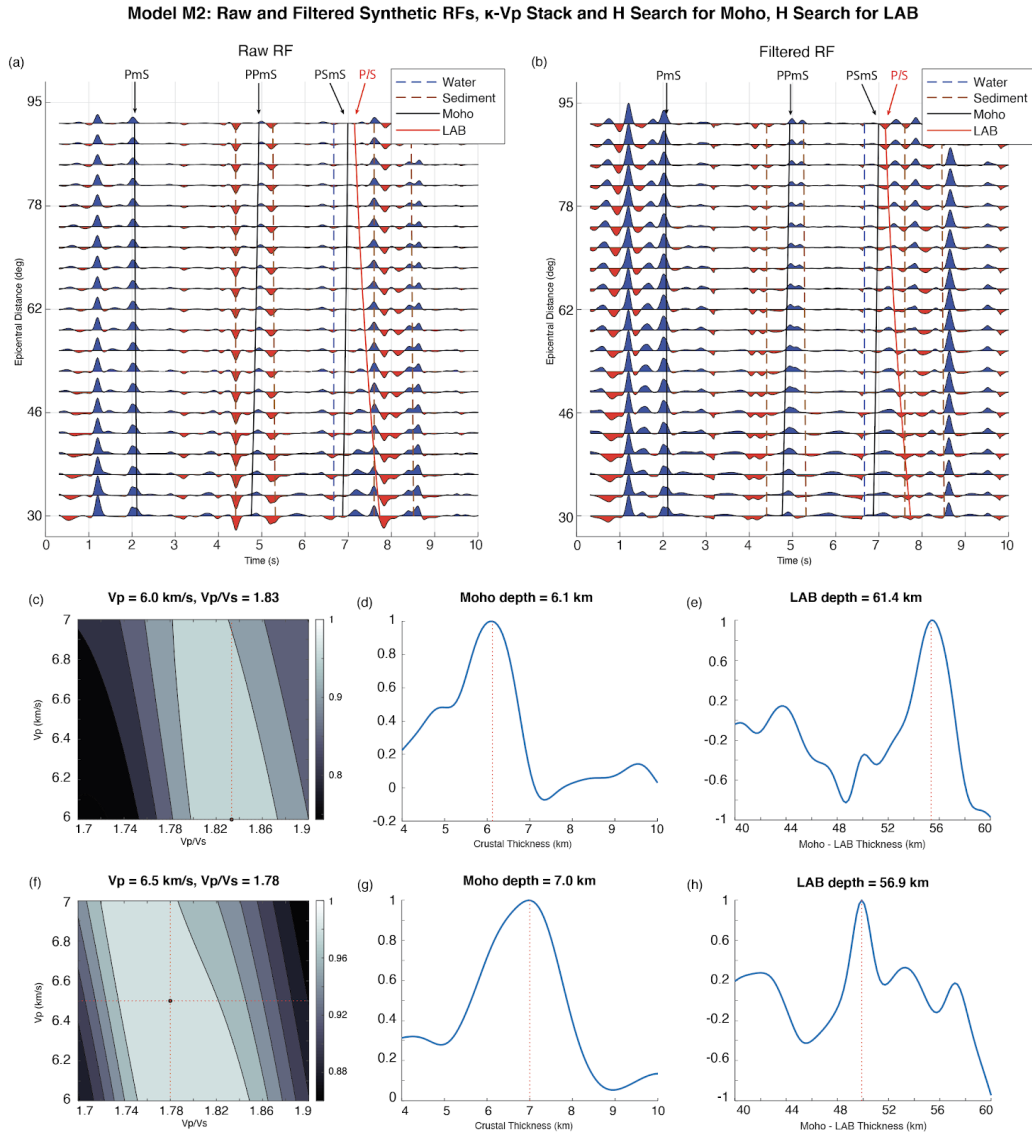 Model M2: Raw and Filtered Synthetic RFs, κ-Vp Stack and H Search for Moho, H Search for LAB
Raw RF
Filtered RF
(a)
PmS
PPmS
PSmS
PlS
Water
Sediment
Moho
LAB
95
78
62
46
30
Epicentral Distance (deg)
0 1 2 3 4 5 6 7 8 9 10
Time (s)
(b)
PmS
PPmS
PSmS
PlS
Water
Sediment
Moho
LAB
95
78
62
46
30
Epicentral Distance (deg)
0 1 2 3 4 5 6 7 8 9 10
Time (s)
(c)
Vp = 6.0 km/s, Vp/Vs = 1.83
7
6.8
6.6
6.4
6.2
6
Vp (km/s)
1.7 1.74 1.78 1.82 1.86 1.9
Vp/Vs
1
0.9
0.8
(d)
Moho depth = 6.1 km
1
0.8
0.6
0.4
0.2
0
-0.2
4 5 6 7 8 9 10
Crustal Thickness (km)
(e)
LAB depth = 61.4 km
1
0.6
0.2
-0.2
-0.6
-1
40 44 48 52 56 60
Moho - LAB Thickness (km)
(f)
Vp = 6.5 km/s, Vp/Vs = 1.78
7
6.8
6.6
6.4
6.2
6
Vp (km/s)
1.7 1.74 1.78 1.82 1.86 1.9
Vp/Vs
1
0.96
0.92
0.88
(g)
Moho depth = 7.0 km
1
0.8
0.6
0.4
0.2
0
4 5 6 7 8 9 10
Crustal Thickness (km)
(h)
LAB depth = 56.9 km
1
0.6
0.2
-0.2
-0.6
-1
40 44 48 52 56 60
Moho - LAB Thickness (km)